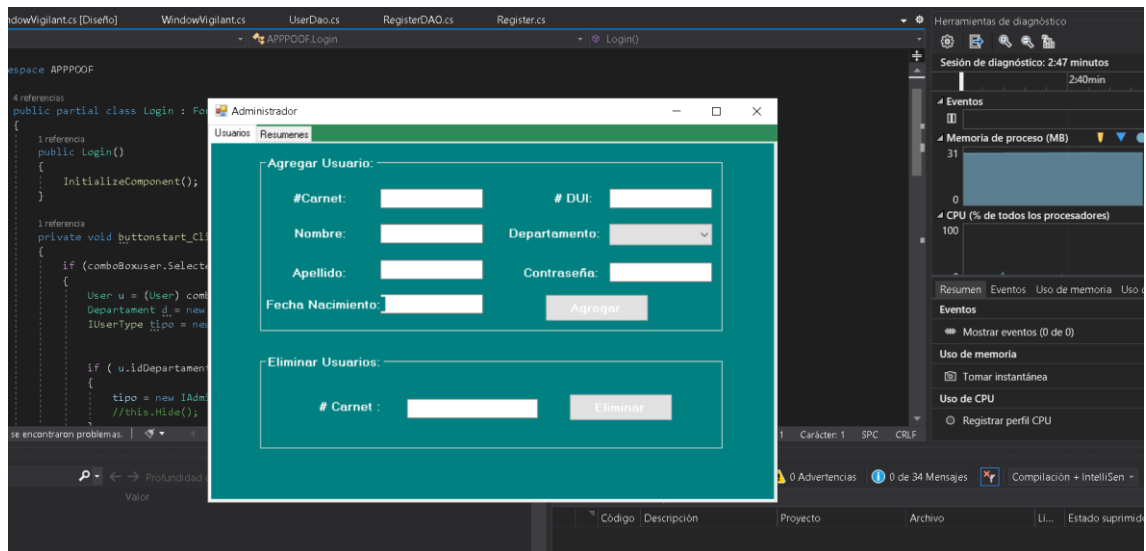 ndowVigilant.cs [Diseño] WindowVigilant.cs UserDao.cs RegisterDAO.cs Register.cs
APPPOOF.Login Login()
espace APPPOOF
4 referencias
public partial class Login : For
{
1 referencia
public Login()
{
InitializeComponent();
}
1 referencia
private void buttonstart_Cli
{
if (comboBoxuser.Selecte
{
User u = (User) comb
Departament d = new
IUserType tipo = new
if ( u.idDepartamen
{
tipo = new IAdmi
//this.Hide();
se encontraron problemas.
1 Carácter: 1 SPC CRLF
Administrador
Usuarios Resumenes
Agregar Usuario:
#Carnet: # DUI:
Nombre: Departamento:
Apellido: Contraseña:
Fecha Nacimiento: Agregar
Eliminar Usuarios:
# Carnet : Eliminar
Herramientas de diagnóstico
Sesión de diagnóstico: 2:47 minutos
2:40min
Eventos
Memoria de proceso (MB)
31
0
CPU (% de todos los procesadores)
100
Resumen Eventos Uso de memoria Uso
Eventos
Mostrar eventos (0 de 0)
Uso de memoria
Tomar instantánea
Uso de CPU
Registrar perfil CPU
Profundidad
Valor
0 Advertencias 0 de 34 Mensajes Compilación + IntelliSen
Código Descripción Proyecto Archivo Lí... Estado suprimido